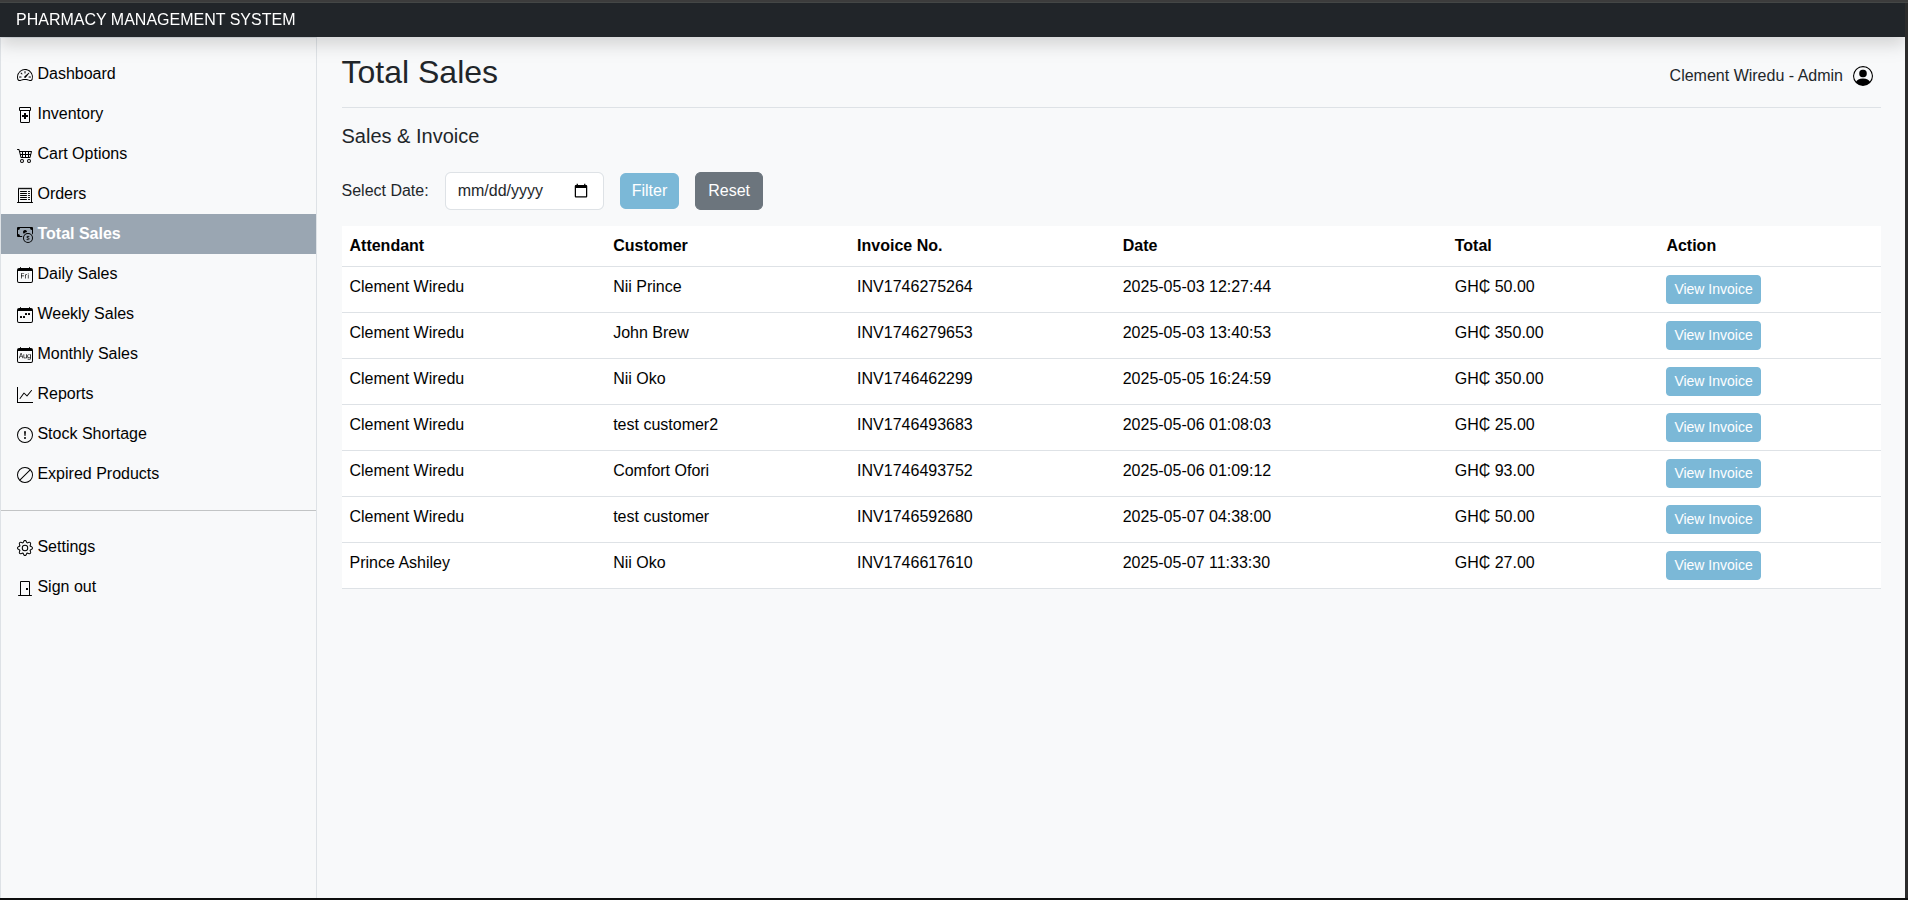 PHARMACY MANAGEMENT SYSTEM
Dashboard
Inventory
Cart Options
Orders
Total Sales
Fri
Daily Sales
Weekly Sales
Aug
Monthly Sales
Reports
Stock Shortage
Expired Products
Settings
Sign out
Total Sales
Clement Wiredu - Admin
Sales & Invoice
Select Date: mm/dd/yyyy Filter Reset
Attendant Customer Invoice No. Date Total Action
Clement Wiredu Nii Prince INV1746275264 2025-05-03 12:27:44 GH₵ 50.00 View Invoice
Clement Wiredu John Brew INV1746279653 2025-05-03 13:40:53 GH₵ 350.00 View Invoice
Clement Wiredu Nii Oko INV1746462299 2025-05-05 16:24:59 GH₵ 350.00 View Invoice
Clement Wiredu test customer2 INV1746493683 2025-05-06 01:08:03 GH₵ 25.00 View Invoice
Clement Wiredu Comfort Ofori INV1746493752 2025-05-06 01:09:12 GH₵ 93.00 View Invoice
Clement Wiredu test customer INV1746592680 2025-05-07 04:38:00 GH₵ 50.00 View Invoice
Prince Ashiley Nii Oko INV1746617610 2025-05-07 11:33:30 GH₵ 27.00 View Invoice